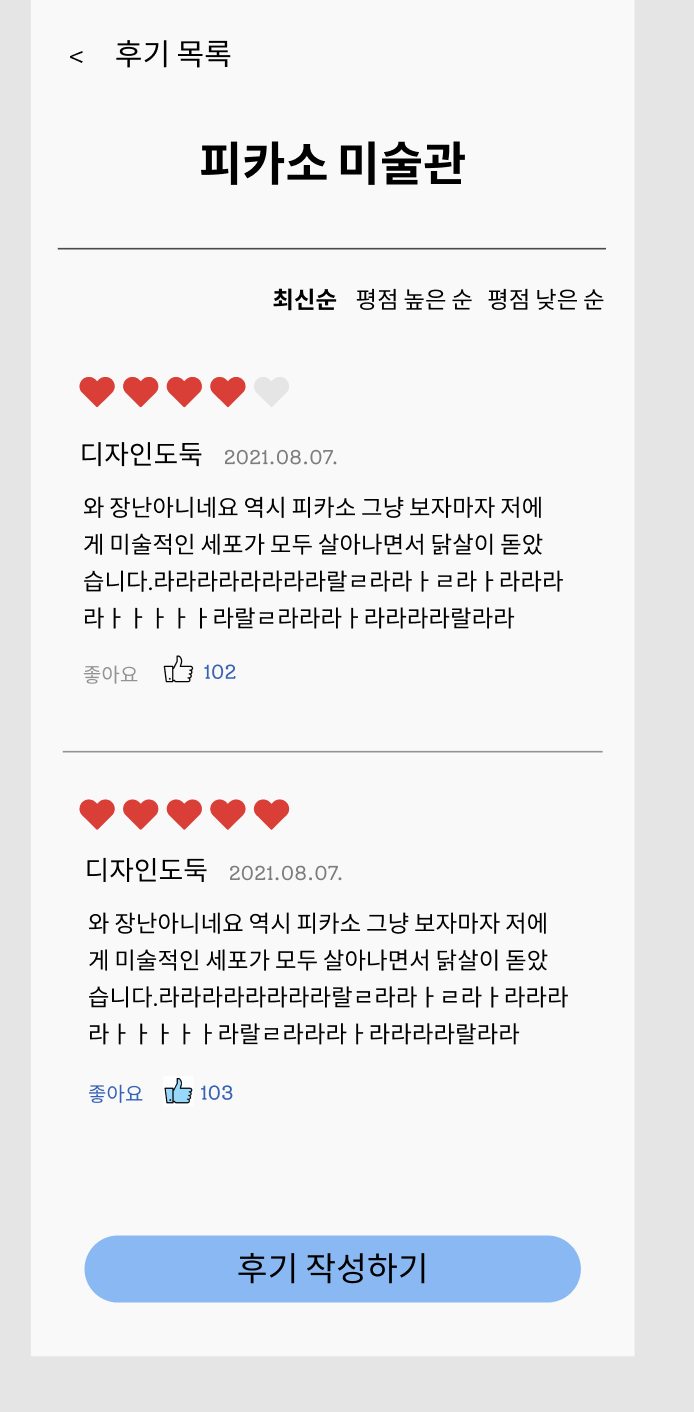 < 후기 목록
피카소 미술관
최신순 평점 높은 순 평점 낮은 순
디자인도둑 2021.08.07.
와 장난아니네요 역시 피카소 그냥 보자마자 저에
게 미술적인 세포가 모두 살아나면서 닭살이 돋았
습니다.라라라라라라라라랄ㄹ라라ㅏㄹ라ㅏ라라라
라ㅏㅏㅏㅏㅏ라랄ㄹ라라라ㅏ라라라라랄라라
좋아요 102
디자인도둑 2021.08.07.
와 장난아니네요 역시 피카소 그냥 보자마자 저에
게 미술적인 세포가 모두 살아나면서 닭살이 돋았
습니다.라라라라라라라라랄ㄹ라라ㅏㄹ라ㅏ라라라
라ㅏㅏㅏㅏㅏ라랄ㄹ라라라ㅏ라라라라랄라라
좋아요 103
후기 작성하기